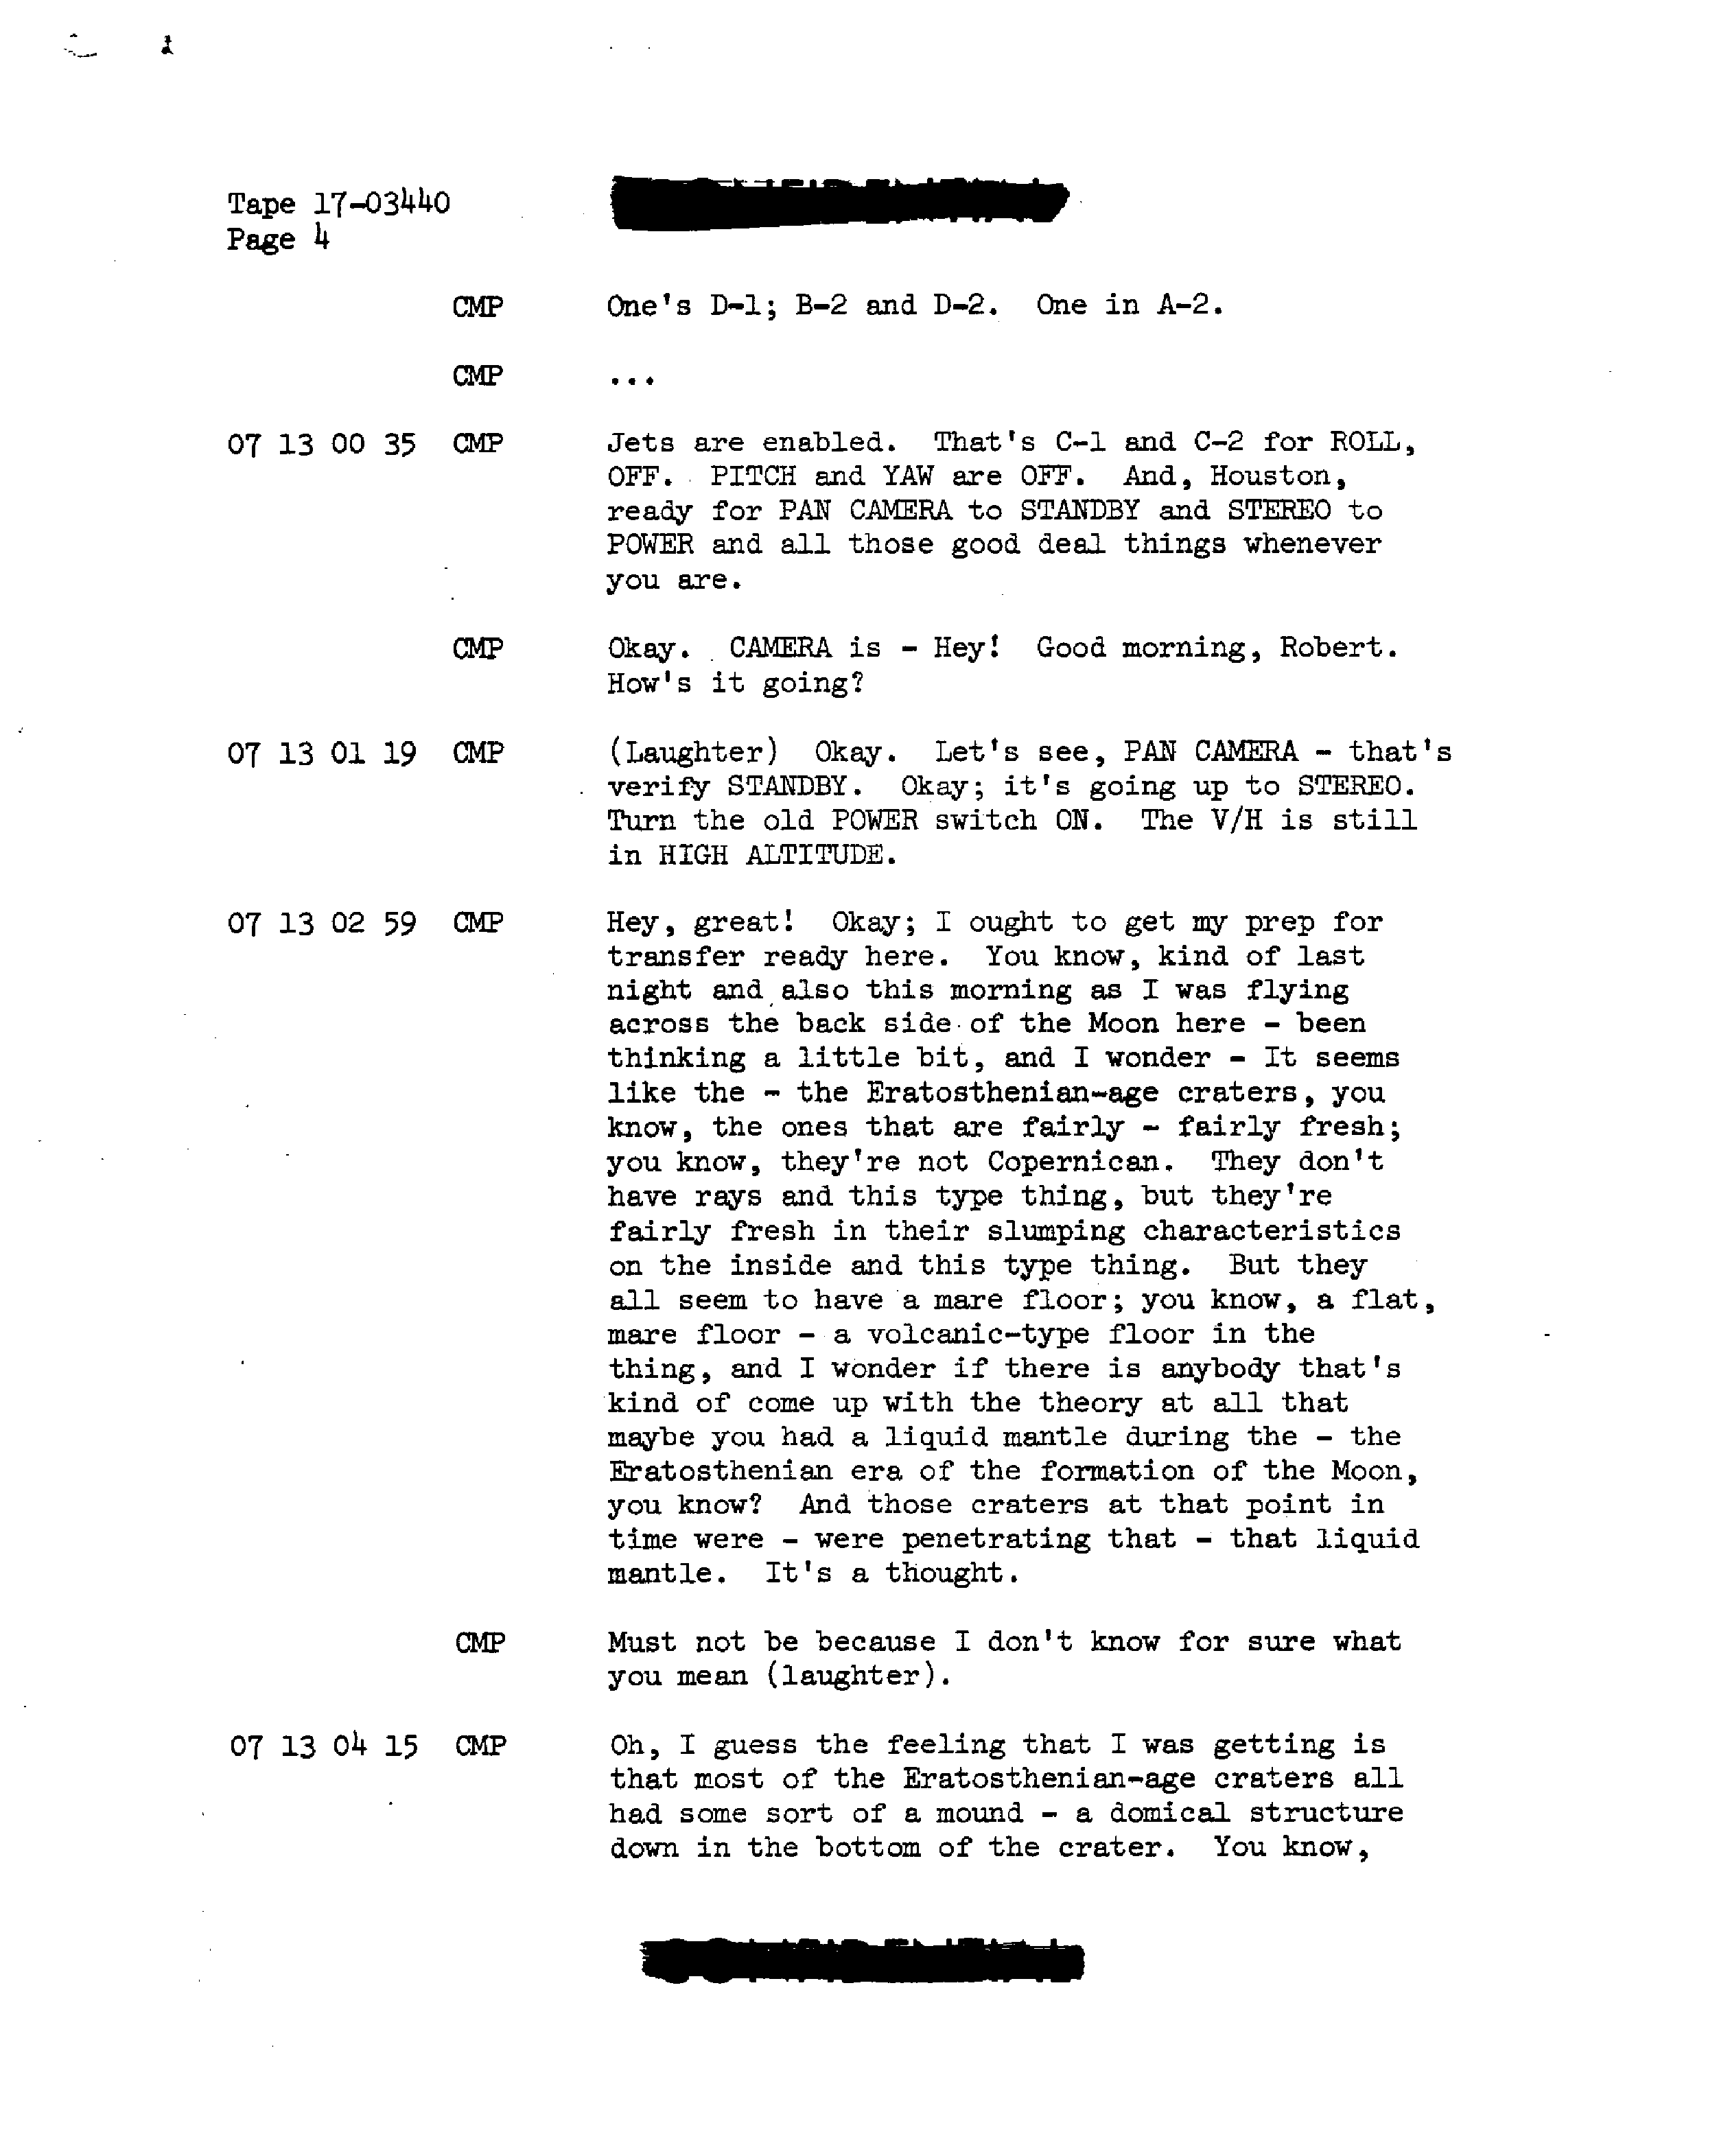 Tape 17-03440
Page 4
CMP One's D-1; B-2 and D-2. One in A-2.
CMP ...
07 13 00 35 CMP Jets are enabled. That's C-1 and C-2 for ROLL,
OFF. PITCH and YAW are OFF. And, Houston,
ready for PAN CAMERA to STANDBY and STEREO to
POWER and all those good deal things whenever
you are.
CMP Okay. CAMERA is - Hey! Good morning, Robert.
How's it going?
07 13 01 19 CMP (Laughter) Okay. Let's see, PAN CAMERA - that's
verify STANDBY. Okay; it's going up to STEREO.
Turn the old POWER switch ON. The V/H is still
in HIGH ALTITUDE.
07 13 02 59 CMP Hey, great! Okay; I ought to get my prep for
transfer ready here. You know, kind of last
night and also this morning as I was flying
across the back side of the Moon here - been
thinking a little bit, and I wonder - It seems
like the - the Eratosthenian-age craters, you
know, the ones that are fairly - fairly fresh;
you know, they're not Copernican. They don't
have rays and this type thing, but they're
fairly fresh in their slumping characteristics
on the inside and this type thing. But they
all seem to have a mare floor; you know, a flat,
mare floor - a volcanic-type floor in the
thing, and I wonder if there is anybody that's
kind of come up with the theory at all that
maybe you had a liquid mantle during the - the
Eratosthenian era of the formation of the Moon,
you know? And those craters at that point in
time were - were penetrating that - that liquid
mantle. It's a thought.
CMP Must not be because I don't know for sure what
you mean (laughter).
07 13 04 15 CMP Oh, I guess the feeling that I was getting is
that most of the Eratosthenian-age craters all
had some sort of a mound - a domical structure
down in the bottom of the crater. You know,